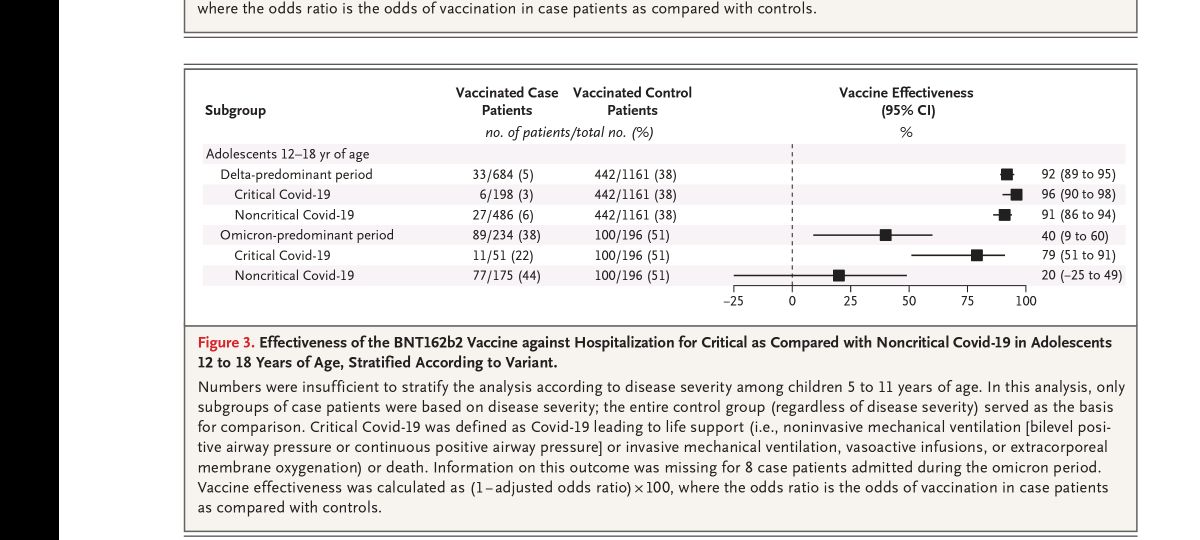 where the odds ratio is the odds of vaccination in case patients as compared with controls.
Subgroup Vaccinated Case Patients Vaccinated Control Patients Vaccine Effectiveness (95% CI)
no. of patients/total no. (%) %
Adolescents 12–18 yr of age
Delta-predominant period 33/684 (5) 442/1161 (38) 92 (89 to 95)
Critical Covid-19 6/198 (3) 442/1161 (38) 96 (90 to 98)
Noncritical Covid-19 27/486 (6) 442/1161 (38) 91 (86 to 94)
Omicron-predominant period 89/234 (38) 100/196 (51) 40 (9 to 60)
Critical Covid-19 11/51 (22) 100/196 (51) 79 (51 to 91)
Noncritical Covid-19 77/175 (44) 100/196 (51) 20 (–25 to 49)
–25 0 25 50 75 100
Figure 3. Effectiveness of the BNT162b2 Vaccine against Hospitalization for Critical as Compared with Noncritical Covid-19 in Adolescents
12 to 18 Years of Age, Stratified According to Variant.
Numbers were insufficient to stratify the analysis according to disease severity among children 5 to 11 years of age. In this analysis, only
subgroups of case patients were based on disease severity; the entire control group (regardless of disease severity) served as the basis
for comparison. Critical Covid-19 was defined as Covid-19 leading to life support (i.e., noninvasive mechanical ventilation [bilevel posi-
tive airway pressure or continuous positive airway pressure] or invasive mechanical ventilation, vasoactive infusions, or extracorporeal
membrane oxygenation) or death. Information on this outcome was missing for 8 case patients admitted during the omicron period.
Vaccine effectiveness was calculated as (1–adjusted odds ratio)×100, where the odds ratio is the odds of vaccination in case patients
as compared with controls.